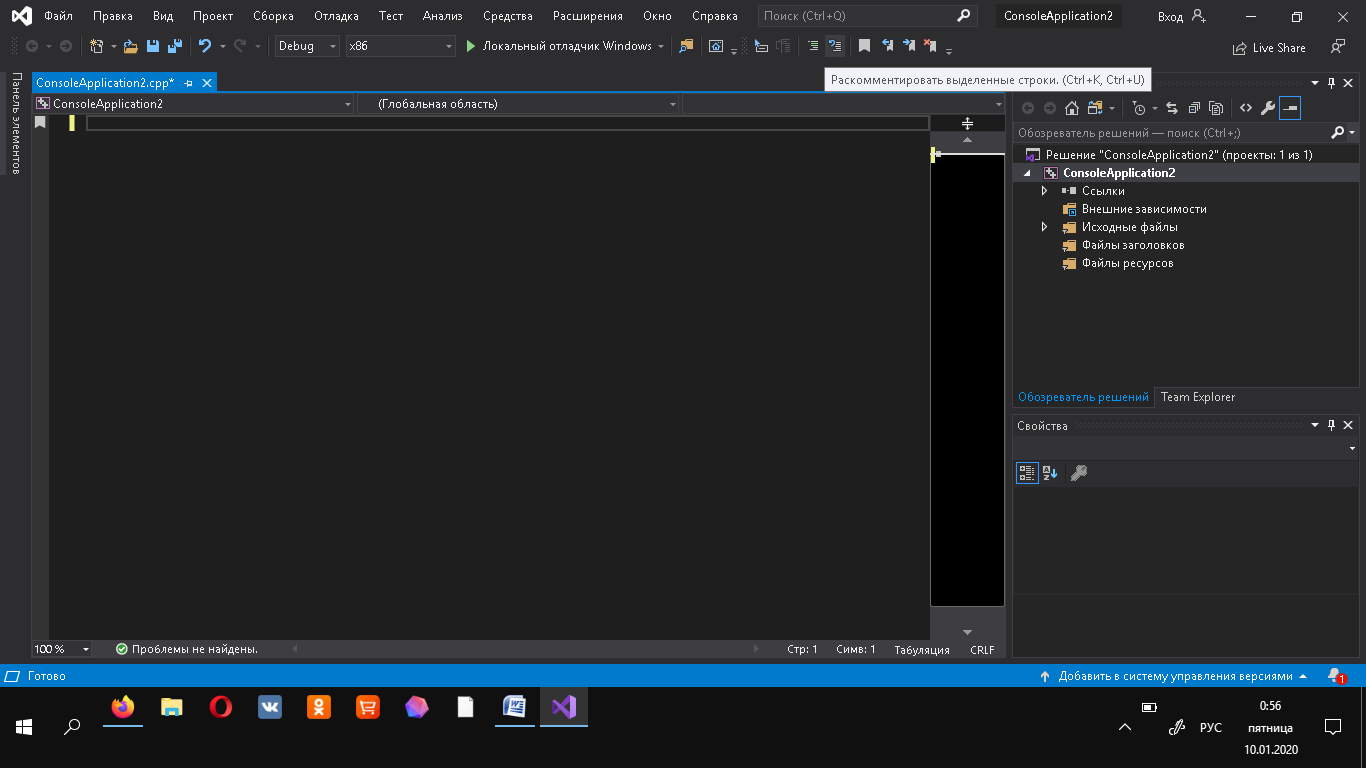 Файл Правка Вид Проект Сборка Отладка Тест Анализ Средства Расширения Окно Справка Поиск (Ctrl+Q) ConsoleApplication2 Вход
Debug x86 Локальный отладчик Windows Live Share
Раскомментировать выделенные строки. (Ctrl+K, Ctrl+U)
Панель элементов
ConsoleApplication2.cpp*
ConsoleApplication2 (Глобальная область)
Обозреватель решений — поиск (Ctrl+;)
Решение "ConsoleApplication2" (проекты: 1 из 1)
ConsoleApplication2
Ссылки
Внешние зависимости
Исходные файлы
Файлы заголовков
Файлы ресурсов
Обозреватель решений Team Explorer
Свойства
100 % Проблемы не найдены. Стр: 1 Симв: 1 Табуляция CRLF
Готово Добавить в систему управления версиями 1
РУС
0:56
пятница
10.01.2020